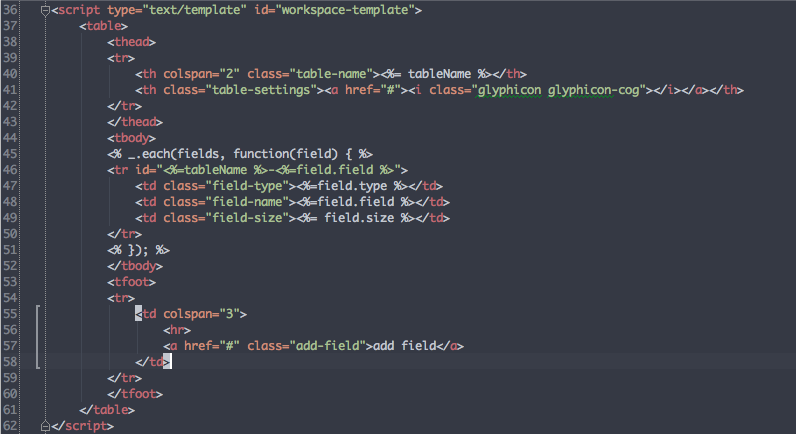 36 <script type="text/template" id="workspace-template">
37     <table>
38         <thead>
39         <tr>
40             <th colspan="2" class="table-name"><%= tableName %></th>
41             <th class="table-settings"><a href="#"><i class="glyphicon glyphicon-cog"></i></a></th>
42         </tr>
43         </thead>
44         <tbody>
45         <% _.each(fields, function(field) { %>
46         <tr id="<%=tableName %>-<%=field.field %>">
47             <td class="field-type"><%=field.type %></td>
48             <td class="field-name"><%=field.field %></td>
49             <td class="field-size"><%= field.size %></td>
50         </tr>
51         <% }); %>
52         </tbody>
53         <tfoot>
54         <tr>
55             <td colspan="3">
56                 <hr>
57                 <a href="#" class="add-field">add field</a>
58             </td>
59         </tr>
60         </tfoot>
61     </table>
62 </script>